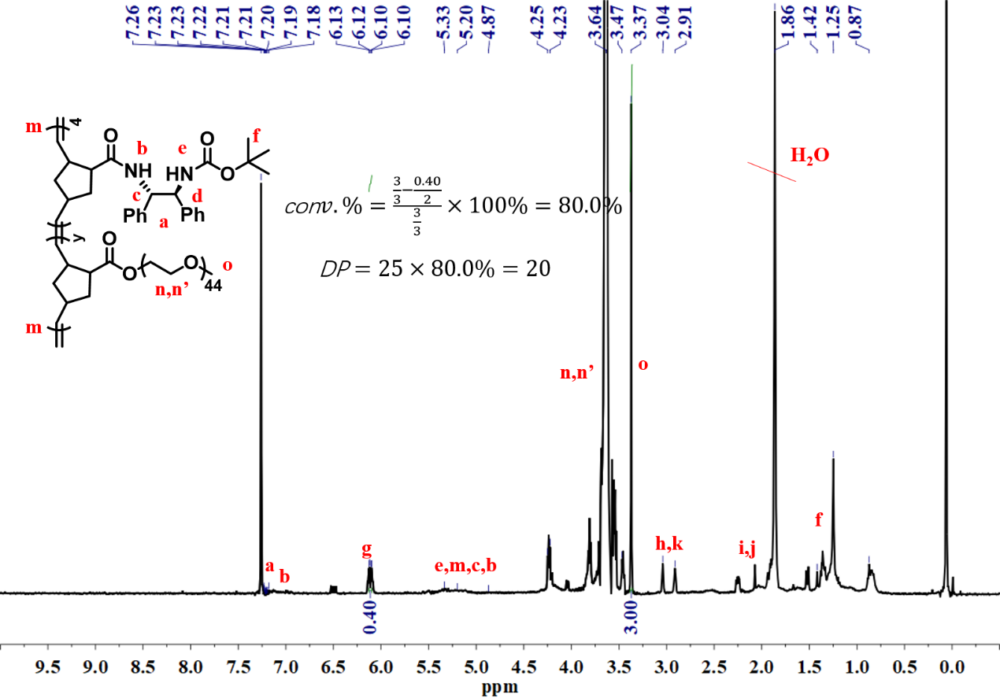 7.26 7.23 7.23 7.22 7.21 7.21 7.20 7.19 7.18 6.13 6.12 6.10 6.10 5.33 5.20 4.87 4.25 4.23 3.64 3.47 3.37 3.04 2.91 1.86 1.42 1.25 0.87
m
4
O
b
e
O
f
NH
HN
O
c
d
Ph
Ph
a
y
O
O
O
o
n,n’
44
m
H₂O
conv.% = (3/3 − 0.40/2) / (3/3) × 100% = 80.0%
DP = 25 × 80.0% = 20
n,n’
o
a
b
g
e,m,c,b
h,k
i,j
f
0.40
3.00
9.5 9.0 8.5 8.0 7.5 7.0 6.5 6.0 5.5 5.0 4.5 4.0 3.5 3.0 2.5 2.0 1.5 1.0 0.5 0.0
ppm